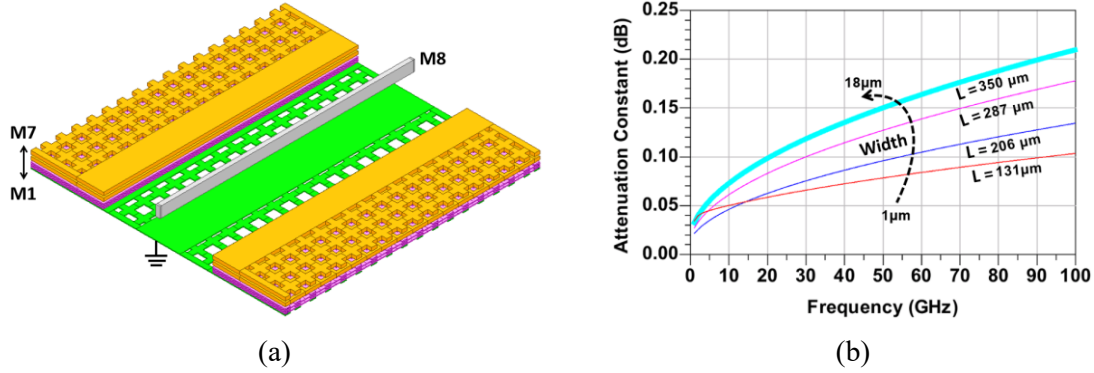 M8
M7
M1
(a)
0.25
0.20
0.15
0.10
0.05
0.00
Attenuation Constant (dB)
18µm
Width
1µm
L = 350 µm
L = 287 µm
L = 206 µm
L = 131µm
0 10 20 30 40 50 60 70 80 90 100
Frequency (GHz)
(b)